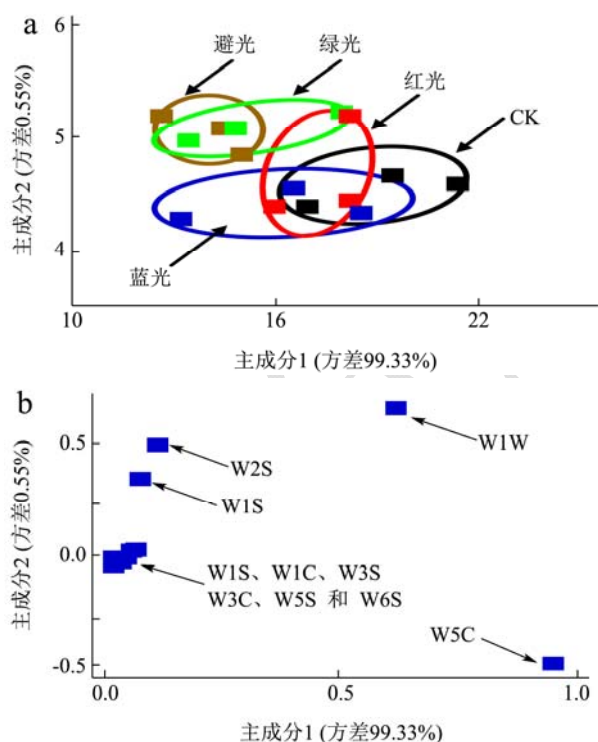 a
避光
绿光
红光
CK
蓝光
6
5
4
主成分2 (方差0.55%)
10
16
22
主成分1 (方差99.33%)
b
W1W
W2S
W1S
W1S、W1C、W3S
W3C、W5S 和 W6S
W5C
0.5
0.0
-0.5
主成分2 (方差0.55%)
0.0
0.5
1.0
主成分1 (方差99.33%)